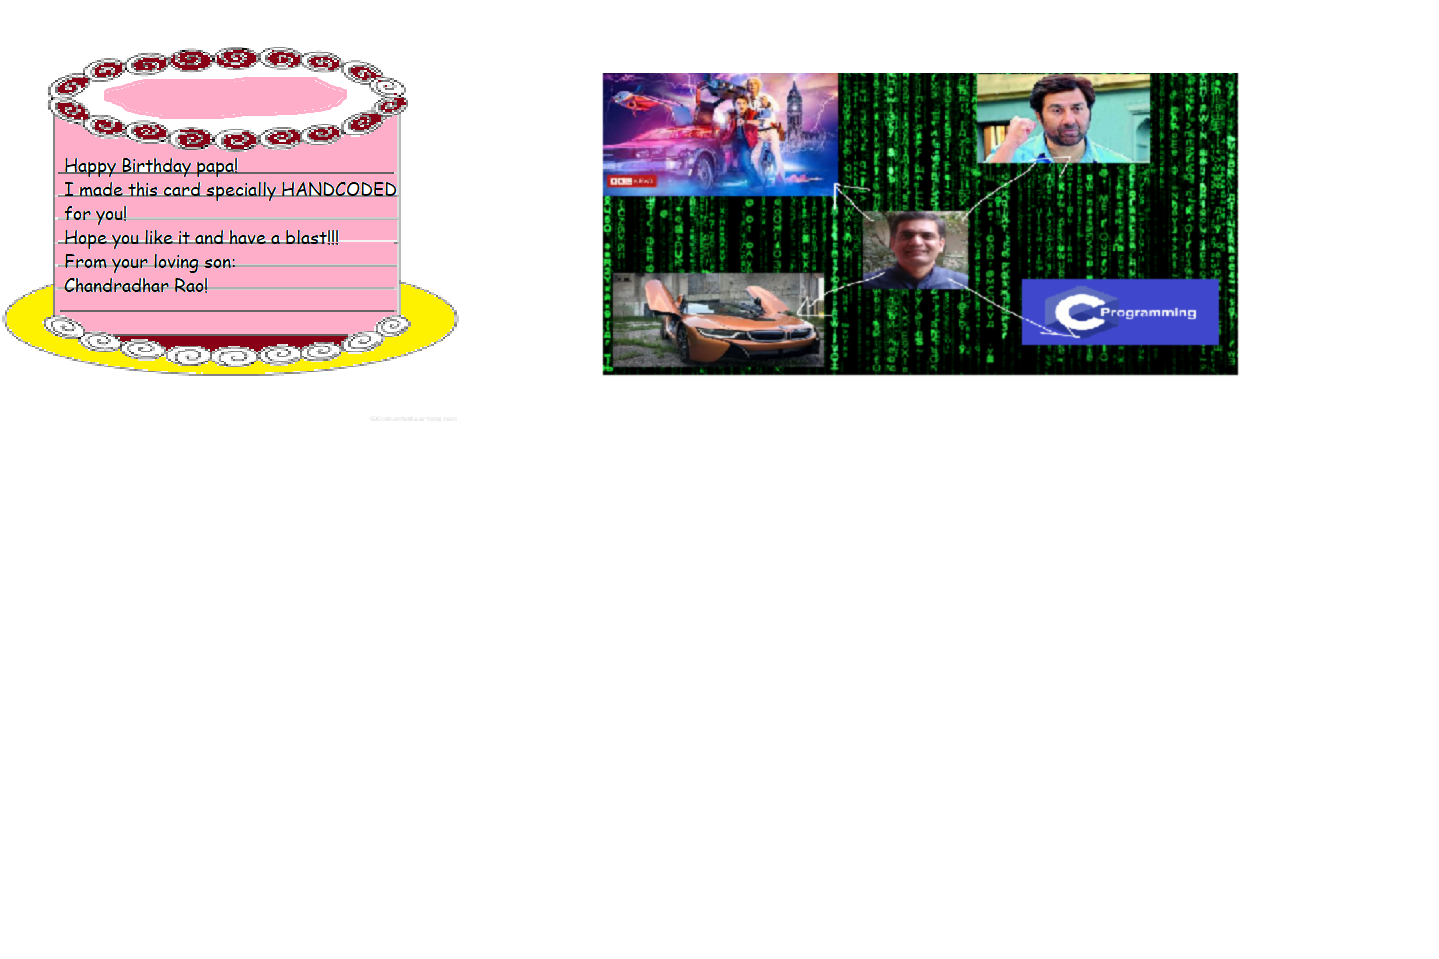 Happy Birthday papa!
I made this card specially HANDCODED
for you!
Hope you like it and have a blast!!!
From your loving son:
Chandradhar Rao!
NEWS
C Programming